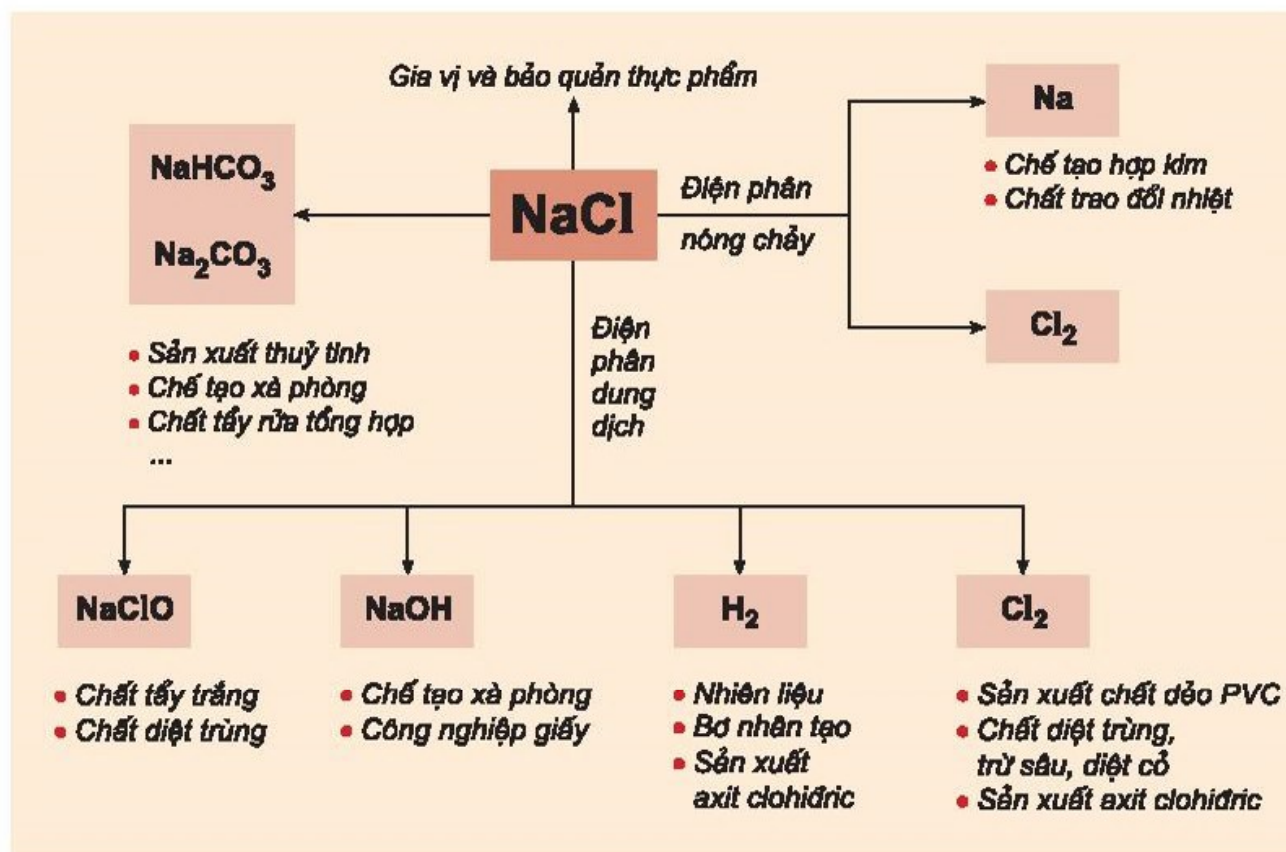 Gia vị và bảo quản thực phẩm
NaHCO₃
Na₂CO₃
• Sản xuất thuỷ tinh
• Chế tạo xà phòng
• Chất tẩy rửa tổng hợp
...
NaCl
Điện phân
nóng chảy
Na
• Chế tạo hợp kim
• Chất trao đổi nhiệt
Cl₂
Điện
phân
dung
dịch
NaClO
• Chất tẩy trắng
• Chất diệt trùng
NaOH
• Chế tạo xà phòng
• Công nghiệp giấy
H₂
• Nhiên liệu
• Bơ nhân tạo
• Sản xuất
axit clohiđric
Cl₂
• Sản xuất chất dẻo PVC
• Chất diệt trùng,
trừ sâu, diệt cỏ
• Sản xuất axit clohiđric